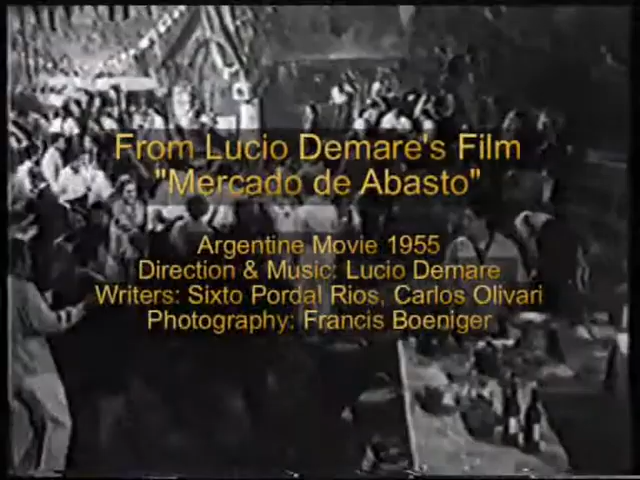 From Lucio Demare's Film
"Mercado de Abasto"
Argentine Movie 1955
Direction & Music: Lucio Demare
Writers: Sixto Pordal Rios, Carlos Olivari
Photography: Francis Boeniger